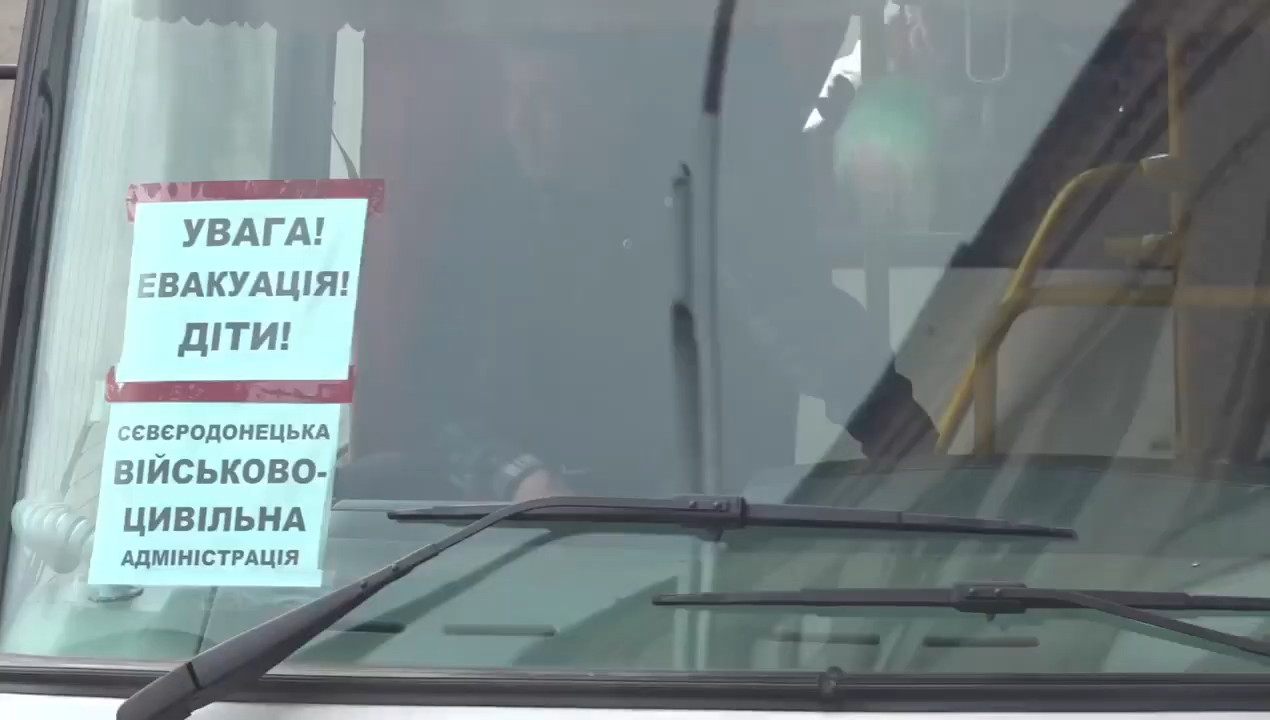 УВАГА!
ЕВАКУАЦІЯ!
ДІТИ!
СЄВЄРОДОНЕЦЬКА
ВІЙСЬКОВО-
ЦИВІЛЬНА
АДМІНІСТРАЦІЯ